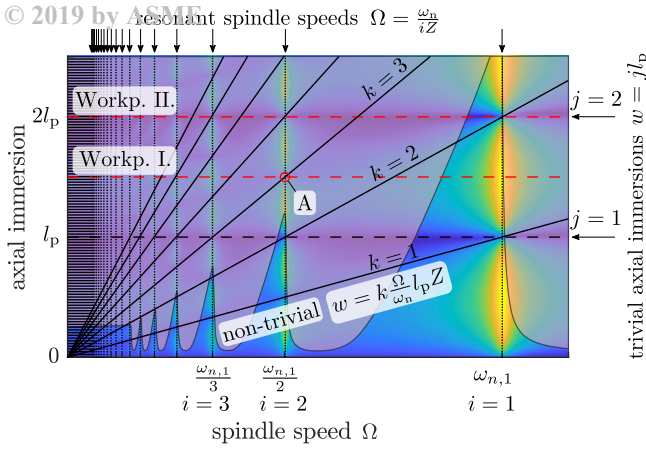 © 2019 by ASME
resonant spindle speeds Ω = ωn/iZ
axial immersion
2lp
lp
0
Workp. II.
Workp. I.
k = 3
k = 2
k = 1
A
non-trivial
w = k Ω/ωn lp Z
j = 2
j = 1
trivial axial immersions w = jlp
ωn,1/3
ωn,1/2
ωn,1
i = 3
i = 2
i = 1
spindle speed Ω